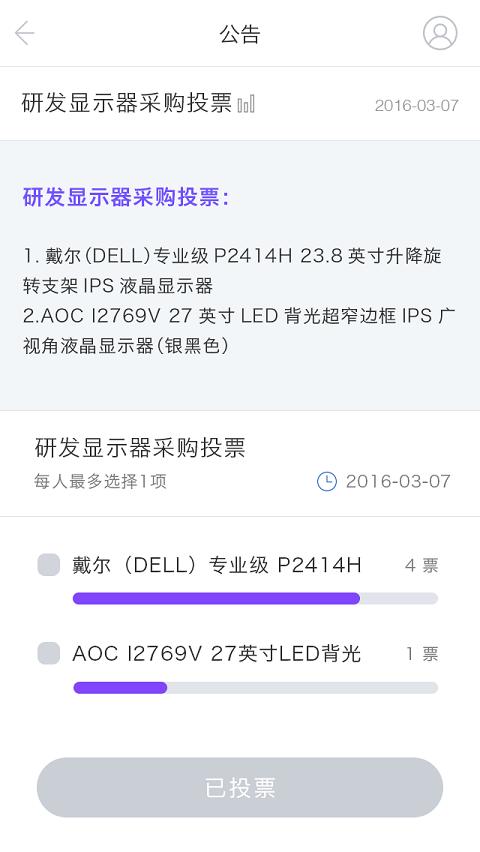 公告
研发显示器采购投票
2016-03-07
研发显示器采购投票：
1. 戴尔（DELL）专业级 P2414H 23.8 英寸升降旋
转支架 IPS 液晶显示器
2.AOC I2769V 27 英寸 LED 背光超窄边框 IPS 广
视角液晶显示器（银黑色）
研发显示器采购投票
每人最多选择1项
2016-03-07
戴尔（DELL）专业级 P2414H
4 票
AOC I2769V 27英寸LED背光
1 票
已投票